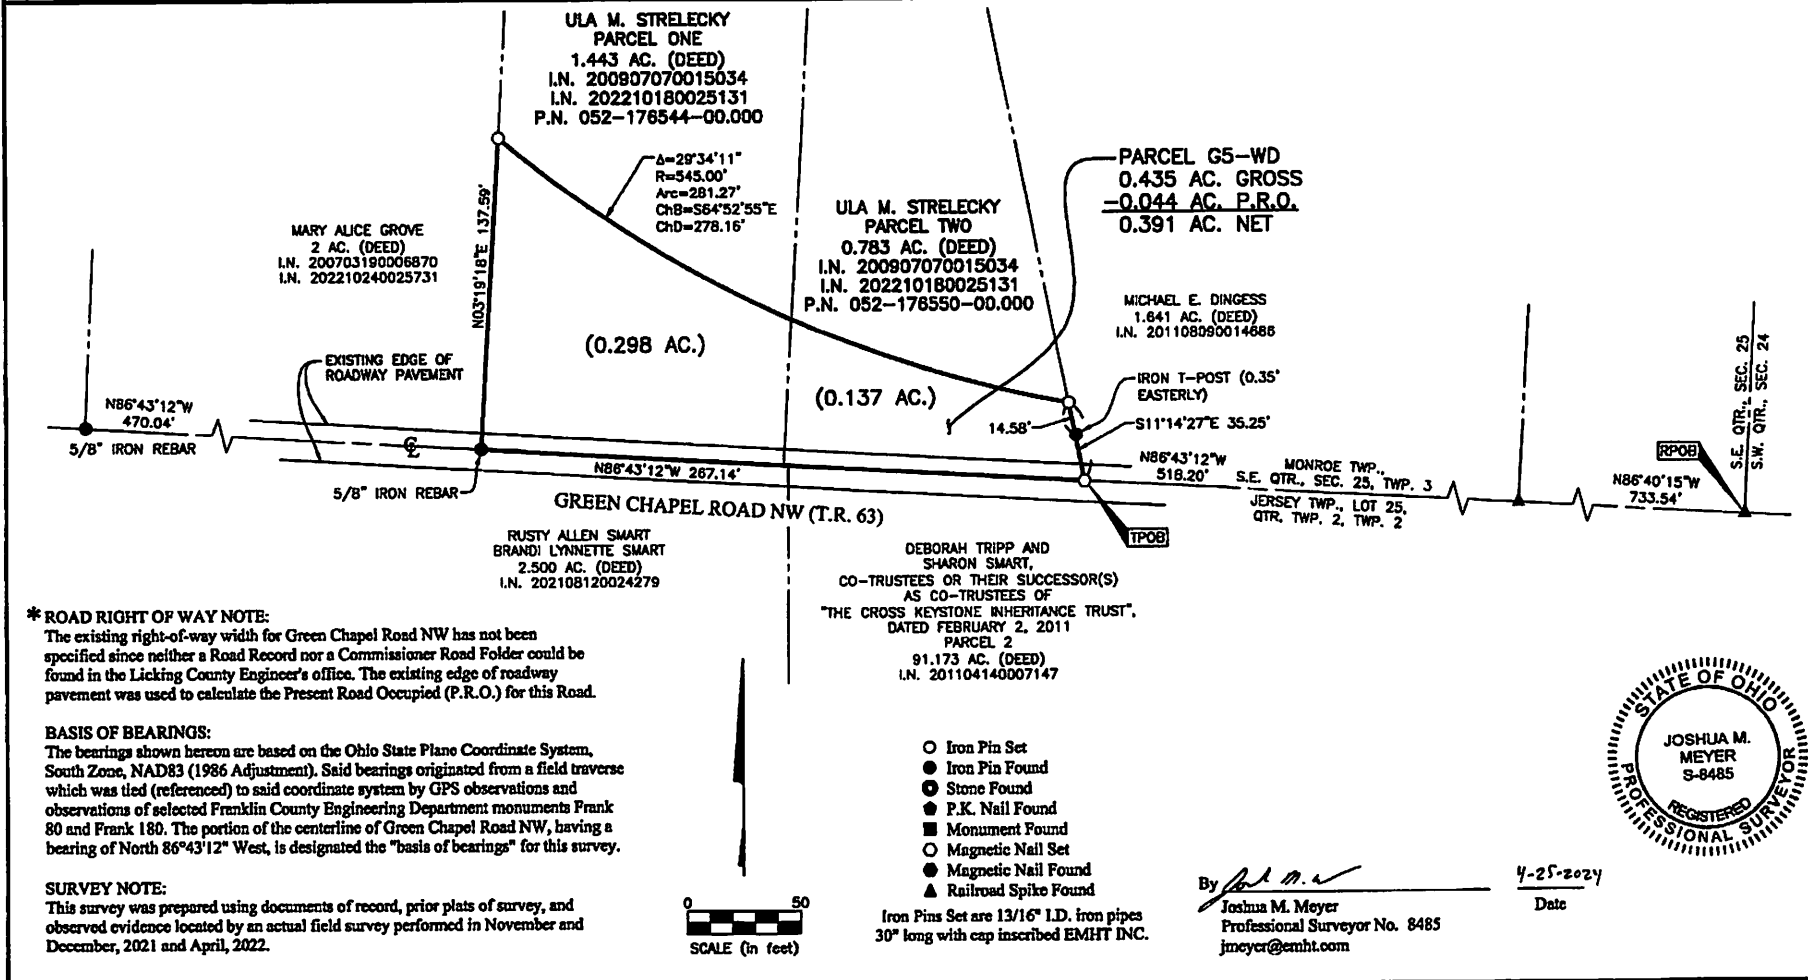 ULA M. STRELECKY
PARCEL ONE
1.443 AC. (DEED)
I.N. 200907070015034
I.N. 202210180025131
P.N. 052-176544-00.000
Δ=29°34'11"
R=545.00'
Arc=281.27'
ChB=S64°52'55"E
ChD=278.16'
PARCEL G5-WD
0.435 AC. GROSS
-0.044 AC. P.R.O.
0.391 AC. NET
MARY ALICE GROVE
2 AC. (DEED)
I.N. 200703190006870
I.N. 202210240025731
N03°19'18"E 137.59'
ULA M. STRELECKY
PARCEL TWO
0.783 AC. (DEED)
I.N. 200907070015034
I.N. 202210180025131
P.N. 052-176550-00.000
MICHAEL E. DINGESS
1.641 AC. (DEED)
I.N. 201108090014686
(0.298 AC.)
(0.137 AC.)
EXISTING EDGE OF
ROADWAY PAVEMENT
IRON T-POST (0.35'
EASTERLY)
14.58'
S11°14'27"E 35.25'
S.E. QTR., SEC. 25
S.W. QTR., SEC. 24
N86°43'12"W
470.04'
5/8" IRON REBAR
CL
5/8" IRON REBAR
N86°43'12"W 267.14'
N86°43'12"W
518.20'
MONROE TWP.,
S.E. QTR., SEC. 25, TWP. 3
JERSEY TWP., LOT 25,
QTR. TWP. 2, TWP. 2
RPOB
N86°40'15"W
733.54'
GREEN CHAPEL ROAD NW (T.R. 63)
TPOB
RUSTY ALLEN SMART
BRANDI LYNNETTE SMART
2.500 AC. (DEED)
I.N. 202108120024279
DEBORAH TRIPP AND
SHARON SMART,
CO-TRUSTEES OR THEIR SUCCESSOR(S)
AS CO-TRUSTEES OF
"THE CROSS KEYSTONE INHERITANCE TRUST",
DATED FEBRUARY 2, 2011
PARCEL 2
91.173 AC. (DEED)
I.N. 201104140007147
* ROAD RIGHT OF WAY NOTE:
The existing right-of-way width for Green Chapel Road NW has not been
specified since neither a Road Record nor a Commissioner Road Folder could be
found in the Licking County Engineer's office. The existing edge of roadway
pavement was used to calculate the Present Road Occupied (P.R.O.) for this Road.
BASIS OF BEARINGS:
The bearings shown hereon are based on the Ohio State Plane Coordinate System,
South Zone, NAD83 (1986 Adjustment). Said bearings originated from a field traverse
which was tied (referenced) to said coordinate system by GPS observations and
observations of selected Franklin County Engineering Department monuments Frank
80 and Frank 180. The portion of the centerline of Green Chapel Road NW, having a
bearing of North 86°43'12" West, is designated the "basis of bearings" for this survey.
SURVEY NOTE:
This survey was prepared using documents of record, prior plats of survey, and
observed evidence located by an actual field survey performed in November and
December, 2021 and April, 2022.
0 50
SCALE (in feet)
Iron Pin Set
Iron Pin Found
Stone Found
P.K. Nail Found
Monument Found
Magnetic Nail Set
Magnetic Nail Found
Railroad Spike Found
Iron Pins Set are 13/16" I.D. iron pipes
30" long with cap inscribed EMHT INC.
STATE OF OHIO
JOSHUA M.
MEYER
S-8485
REGISTERED
PROFESSIONAL SURVEYOR
By
4-25-2024
Date
Joshua M. Meyer
Professional Surveyor No. 8485
jmeyer@emht.com